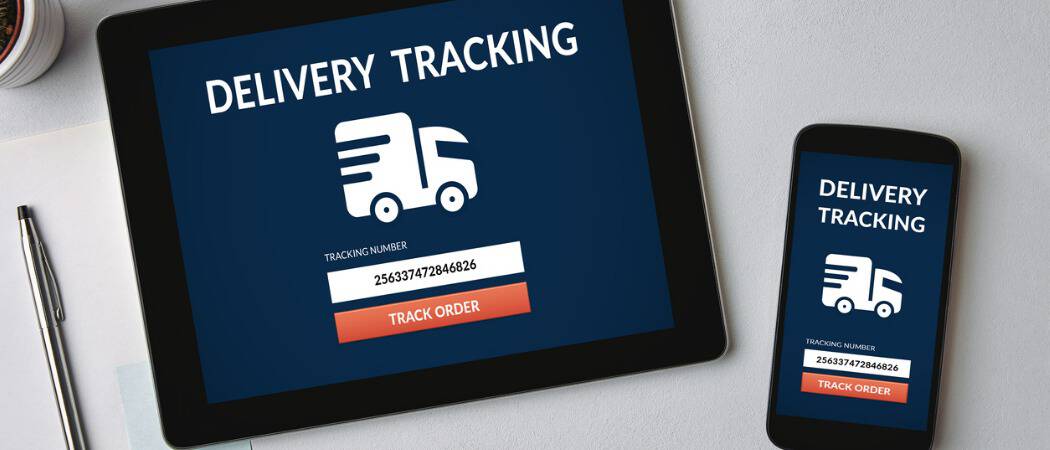 DELIVERY TRACKING
TRACKING NUMBER
256337472846826
TRACK ORDER
DELIVERY
TRACKING
TRACKING NUMBER
256337472846826
TRACK ORDER